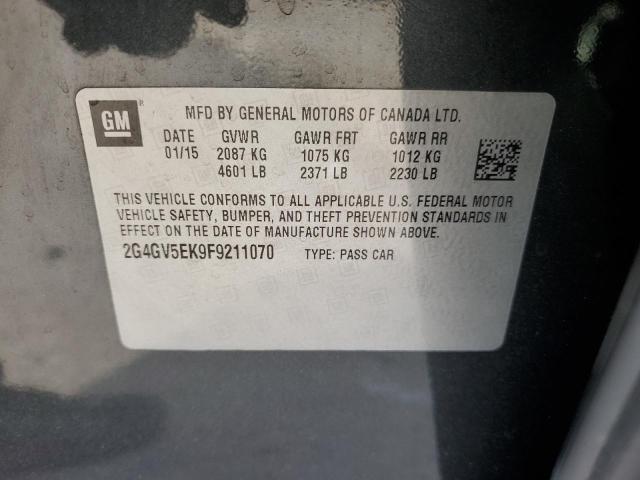 GM ®
MFD BY GENERAL MOTORS OF CANADA LTD.
DATE GVWR GAWR FRT GAWR RR
01/15 2087 KG 1075 KG 1012 KG
4601 LB 2371 LB 2230 LB
THIS VEHICLE CONFORMS TO ALL APPLICABLE U.S. FEDERAL MOTOR
VEHICLE SAFETY, BUMPER, AND THEFT PREVENTION STANDARDS IN
EFFECT ON THE DATE OF MANUFACTURE SHOWN ABOVE.
2G4GV5EK9F9211070 TYPE: PASS CAR